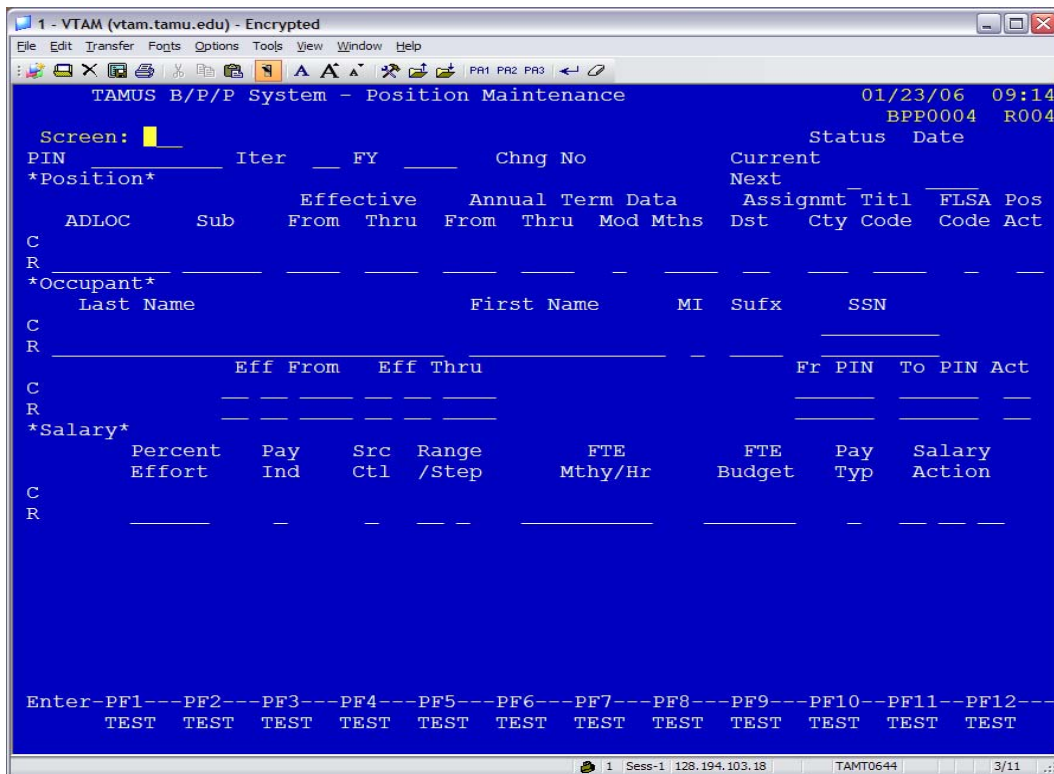 1 - VTAM (vtam.tamu.edu) - Encrypted
File Edit Transfer Fonts Options Tools View Window Help
A A A PA1 PA2 PA3
TAMUS B/P/P System - Position Maintenance 01/23/06 09:14
BPP0004 R004
Screen: Status Date
PIN Iter FY Chng No Current
*Position* Next
Effective Annual Term Data Assignmt Titl FLSA Pos
ADLOC Sub From Thru From Thru Mod Mths Dst Cty Code Code Act
C
R
*Occupant*
Last Name First Name MI Sufx SSN
C
R
Eff From Eff Thru Fr PIN To PIN Act
C
R
*Salary*
Percent Pay Src Range FTE FTE Pay Salary
Effort Ind Ctl /Step Mthy/Hr Budget Typ Action
C
R
Enter-PF1---PF2---PF3---PF4---PF5---PF6---PF7---PF8---PF9---PF10--PF11--PF12---
TEST TEST TEST TEST TEST TEST TEST TEST TEST TEST TEST TEST
1 Sess-1 128.194.103.18 TAMT0644 3/11